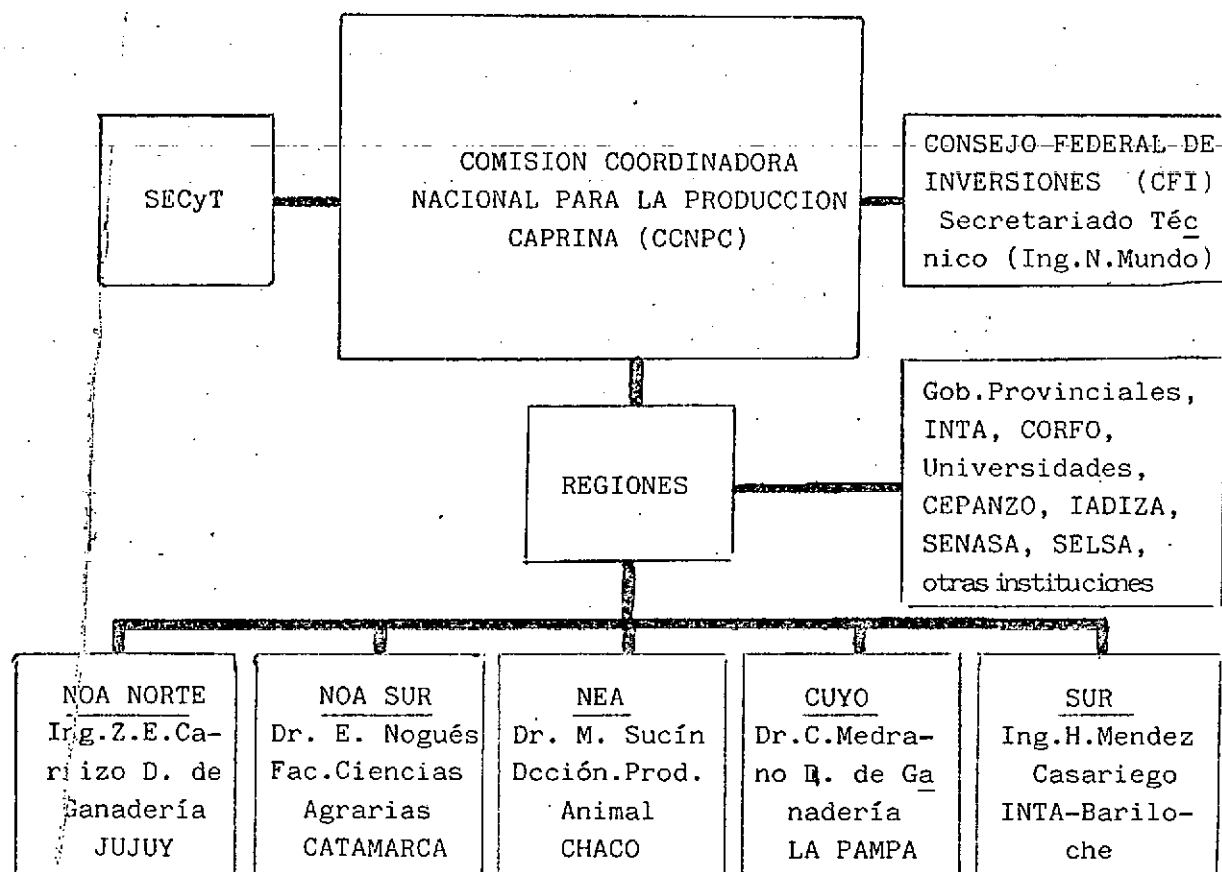 SECyT
COMISION COORDINADORA
NACIONAL PARA LA PRODUCCION
CAPRINA (CCNPC)
CONSEJO FEDERAL DE
INVERSIONES (CFI)
Secretariado Téc
nico (Ing.N.Mundo)
REGIONES
Gob.Provinciales,
INTA, CORFO,
Universidades,
CEPANZO, IADIZA,
SENASA, SELSA,
otras instituciones
NOA NORTE
Ing.Z.E.Ca-
rrizo D. de
Ganadería
JUJUY
NOA SUR
Dr. E. Nogués
Fac.Ciencias
Agrarias
CATAMARCA
NEA
Dr. M. Sucín
Dcción.Prod.
Animal
CHACO
CUYO
Dr.C.Medra-
no D. de Ga
nadería
LA PAMPA
SUR
Ing.H.Mendez
Casariego
INTA-Barilo-
che